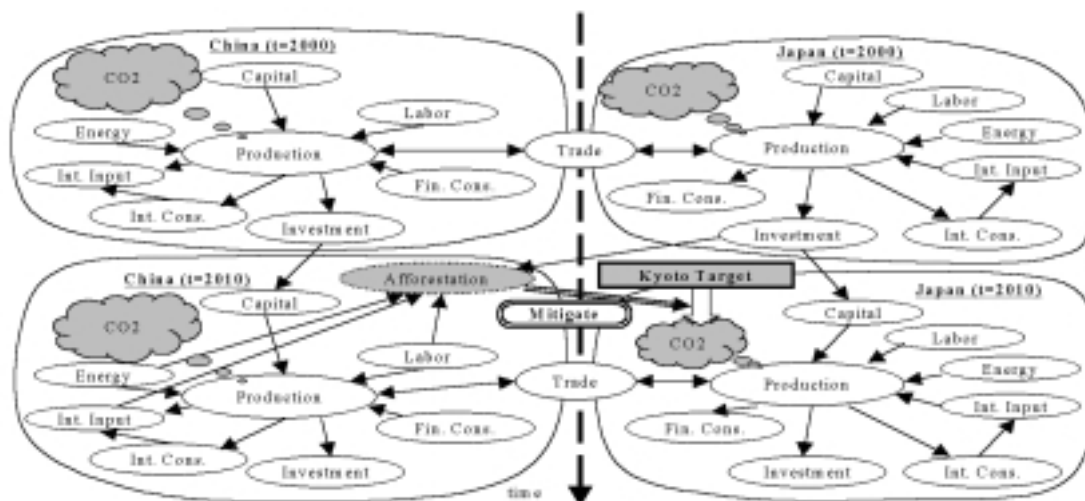 China (t=2000)
CO2
Capital
Labor
Energy
Production
Int. Input
Fin. Cons.
Int. Cons.
Investment
Trade
Japan (t=2000)
CO2
Capital
Labor
Energy
Production
Int. Input
Fin. Cons.
Investment
Int. Cons.
China (t=2010)
Afforestation
Capital
CO2
Labor
Energy
Production
Int. Input
Fin. Cons.
Int. Cons.
Investment
Kyoto Target
Mitigate
Trade
Japan (t=2010)
Capital
CO2
Labor
Energy
Production
Int. Input
Fin. Cons.
Investment
Int. Cons.
time